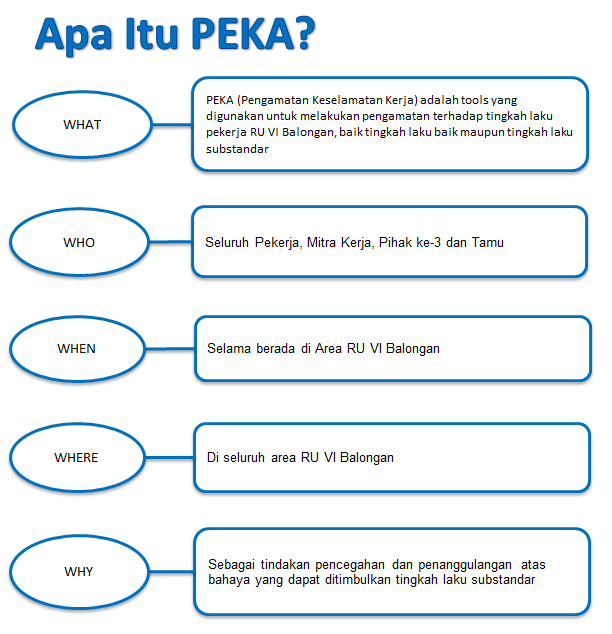 Apa Itu PEKA?
WHAT
PEKA (Pengamatan Keselamatan Kerja) adalah tools yang
digunakan untuk melakukan pengamatan terhadap tingkah laku
pekerja RU VI Balongan, baik tingkah laku baik maupun tingkah laku
substandar
WHO
Seluruh Pekerja, Mitra Kerja, Pihak ke-3 dan Tamu
WHEN
Selama berada di Area RU VI Balongan
WHERE
Di seluruh area RU VI Balongan
WHY
Sebagai tindakan pencegahan dan penanggulangan atas
bahaya yang dapat ditimbulkan tingkah laku substandar